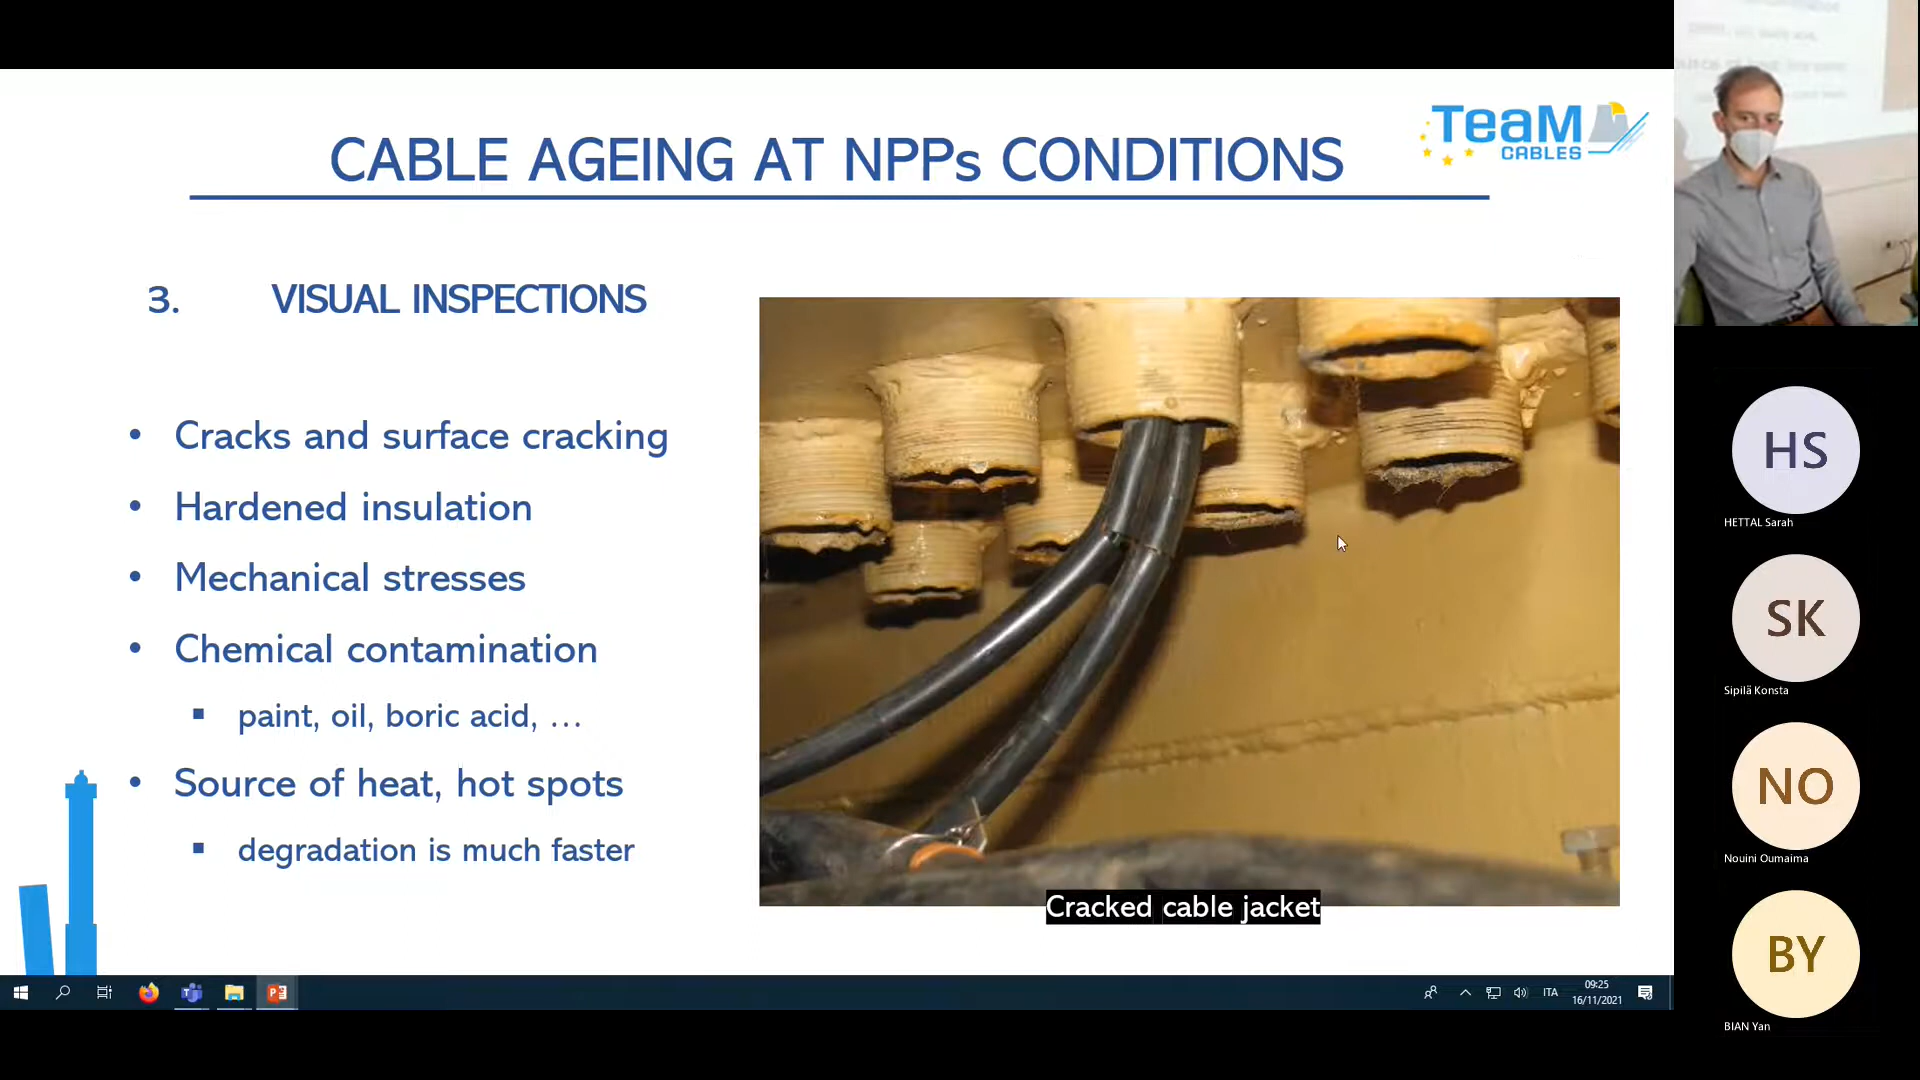 CABLE AGEING AT NPPs CONDITIONS
TeaM
CABLES
3. VISUAL INSPECTIONS
• Cracks and surface cracking
• Hardened insulation
• Mechanical stresses
• Chemical contamination
▪ paint, oil, boric acid, …
• Source of heat, hot spots
▪ degradation is much faster
Cracked cable jacket
HS
HETTAL Sarah
SK
Sipilä Konsta
NO
Nouini Oumaima
BY
BIAN Yan
ITA
09:25
16/11/2021